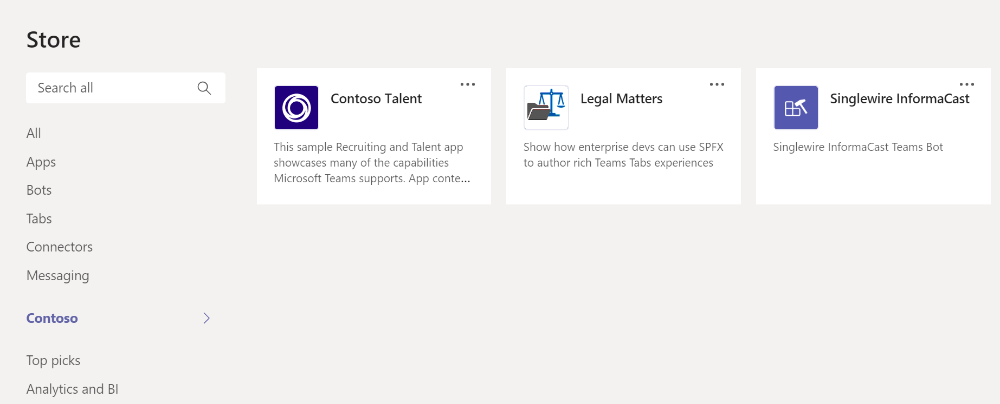 Store
Search all
All
Apps
Bots
Tabs
Connectors
Messaging
Contoso
Top picks
Analytics and BI
Contoso Talent
This sample Recruiting and Talent app
showcases many of the capabilities
Microsoft Teams supports. App conte...
Legal Matters
Show how enterprise devs can use SPFX
to author rich Teams Tabs experiences
Singlewire InformaCast
Singlewire InformaCast Teams Bot